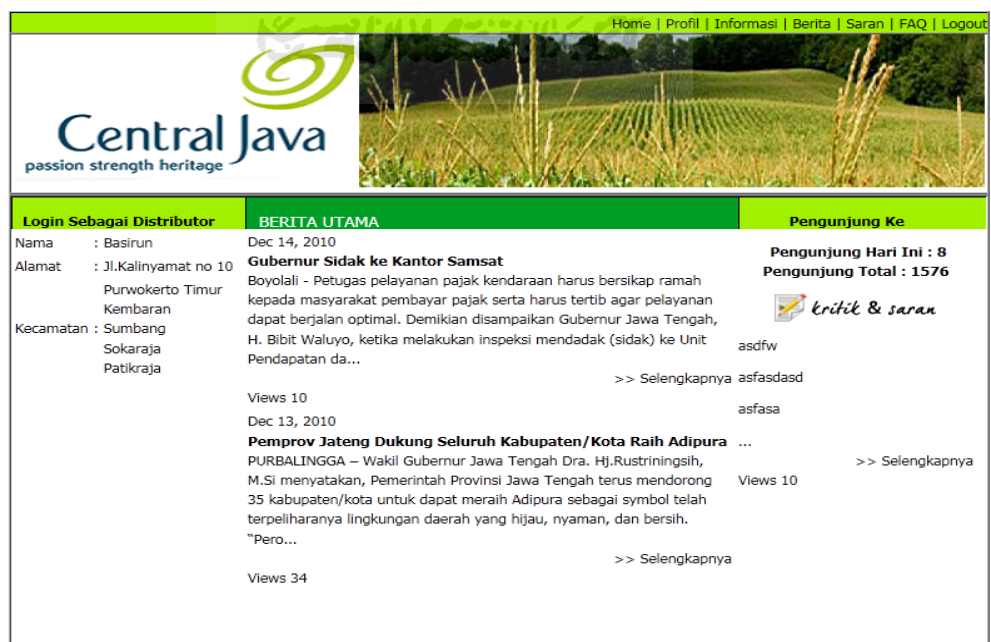 Home | Profil | Informasi | Berita | Saran | FAQ | Logout
Central Java
passion strength heritage
Login Sebagai Distributor
Nama : Basirun
Alamat : Jl.Kalinyamat no 10
Purwokerto Timur
Kembaran
Kecamatan : Sumbang
Sokaraja
Patikraja
BERITA UTAMA
Dec 14, 2010
Gubernur Sidak ke Kantor Samsat
Boyolali - Petugas pelayanan pajak kendaraan harus bersikap ramah
kepada masyarakat pembayar pajak serta harus tertib agar pelayanan
dapat berjalan optimal. Demikian disampaikan Gubernur Jawa Tengah,
H. Bibit Waluyo, ketika melakukan inspeksi mendadak (sidak) ke Unit
Pendapatan da...
>> Selengkapnya
Views 10
Dec 13, 2010
Pemprov Jateng Dukung Seluruh Kabupaten/Kota Raih Adipura
PURBALINGGA – Wakil Gubernur Jawa Tengah Dra. Hj.Rustriningsih,
M.Si menyatakan, Pemerintah Provinsi Jawa Tengah terus mendorong
35 kabupaten/kota untuk dapat meraih Adipura sebagai symbol telah
terpeliharanya lingkungan daerah yang hijau, nyaman, dan bersih.
“Pero...
>> Selengkapnya
Views 34
Pengunjung Ke
Pengunjung Hari Ini : 8
Pengunjung Total : 1576
kritik & saran
asdfw
asfasdasd
asfasa
...
>> Selengkapnya
Views 10